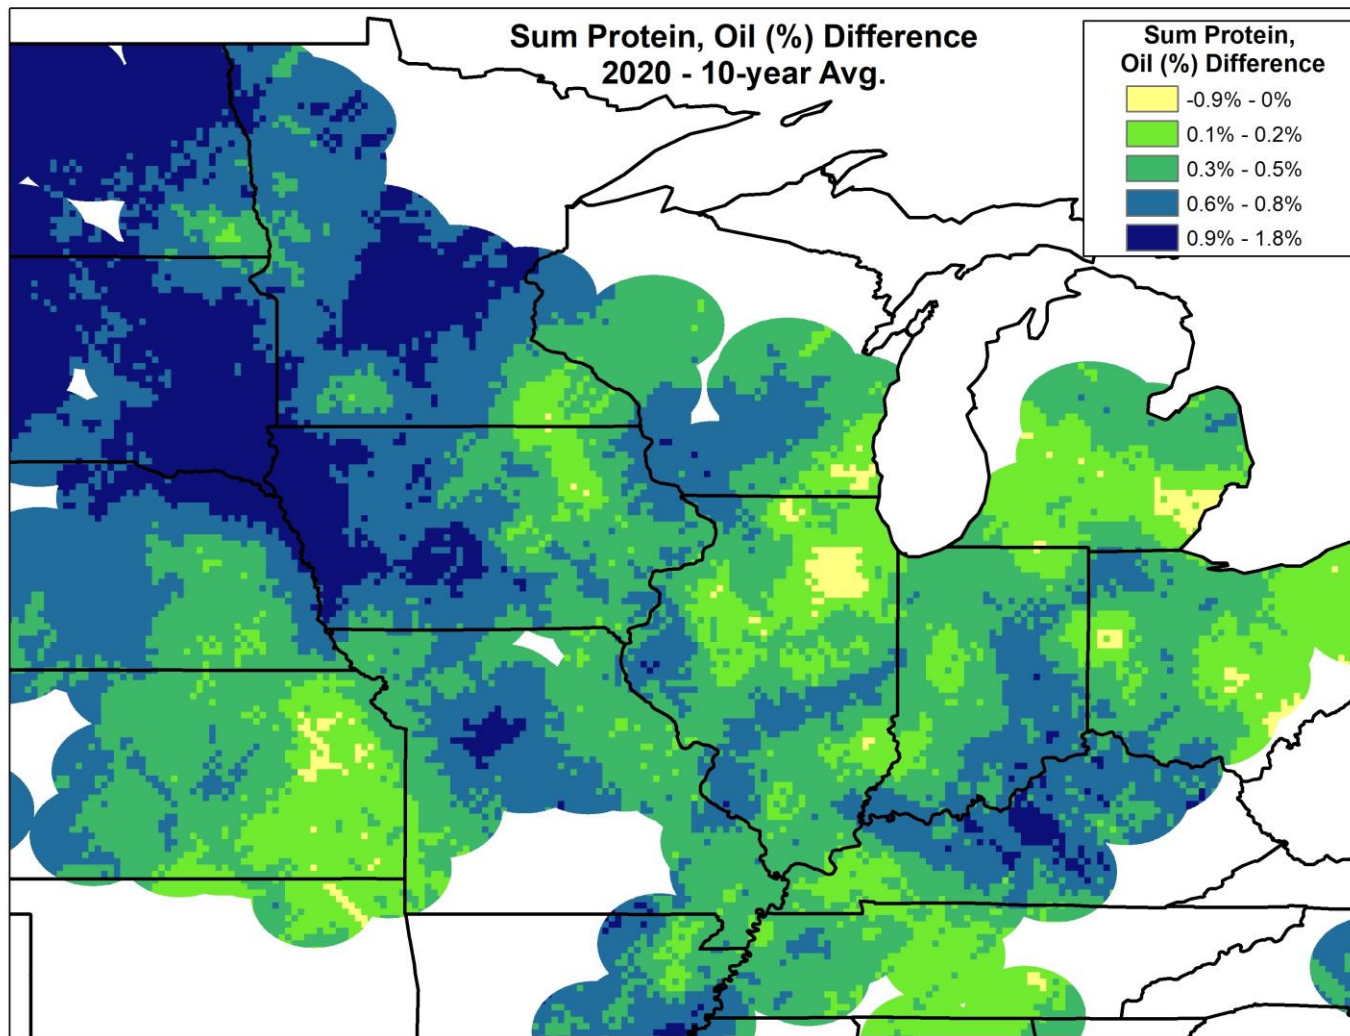 Sum Protein, Oil (%) Difference
2020 - 10-year Avg.
Sum Protein,
Oil (%) Difference
-0.9% - 0%
0.1% - 0.2%
0.3% - 0.5%
0.6% - 0.8%
0.9% - 1.8%